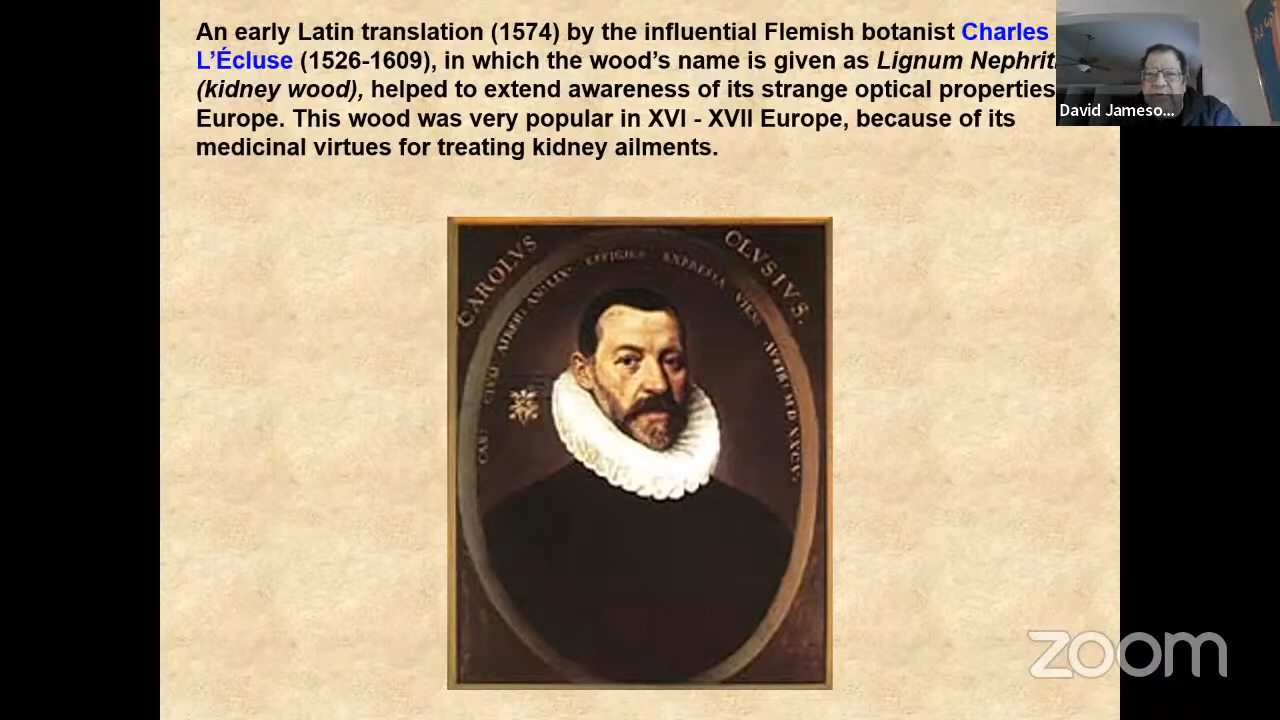 An early Latin translation (1574) by the influential Flemish botanist Charles
L’Écluse (1526-1609), in which the wood’s name is given as Lignum Nephrit
(kidney wood), helped to extend awareness of its strange optical properties
Europe. This wood was very popular in XVI - XVII Europe, because of its
medicinal virtues for treating kidney ailments.
David Jameso...
CAROLVS CLVSIVS.
EFFIGIES EXPRESSA
zoom